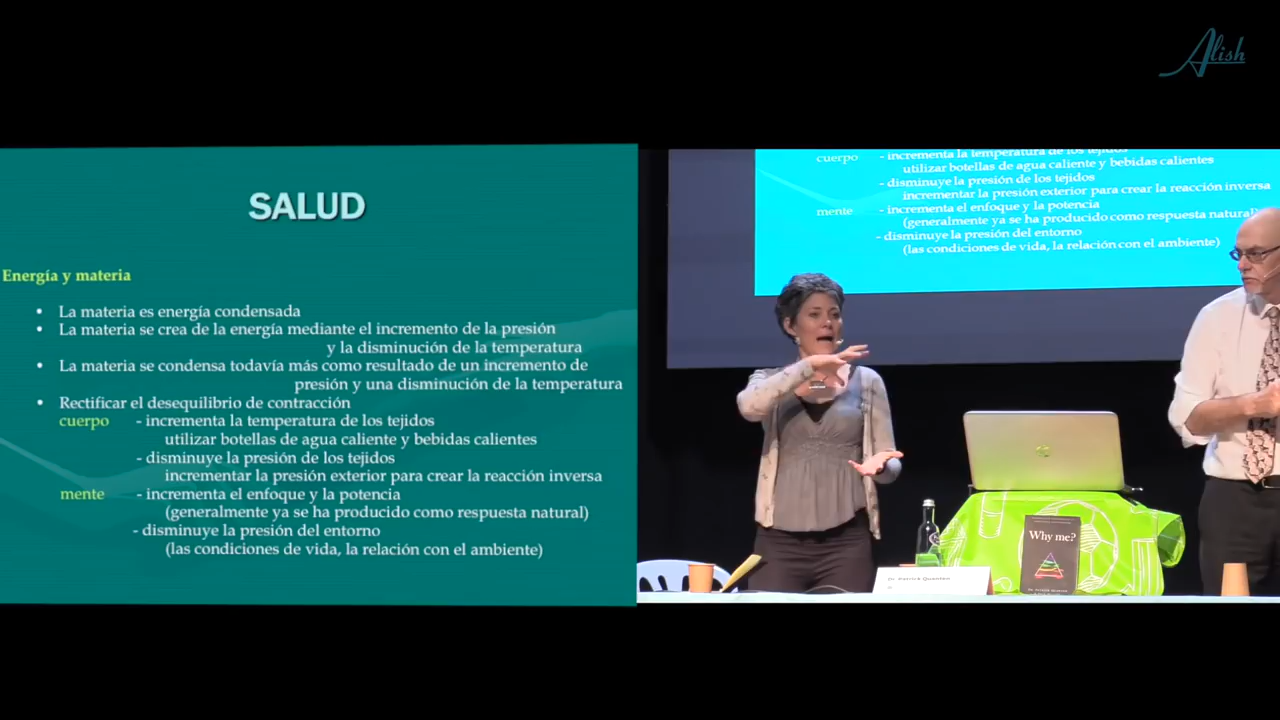 Alish
SALUD
Energía y materia
• La materia es energía condensada
• La materia se crea de la energía mediante el incremento de la presión
y la disminución de la temperatura
• La materia se condensa todavía más como resultado de un incremento de
presión y una disminución de la temperatura
• Rectificar el desequilibrio de contracción
cuerpo - incrementa la temperatura de los tejidos
utilizar botellas de agua caliente y bebidas calientes
- disminuye la presión de los tejidos
incrementar la presión exterior para crear la reacción inversa
mente - incrementa el enfoque y la potencia
(generalmente ya se ha producido como respuesta natural)
- disminuye la presión del entorno
(las condiciones de vida, la relación con el ambiente)
cuerpo - incrementa la temperatura de los tejidos
utilizar botellas de agua caliente y bebidas calientes
- disminuye la presión de los tejidos
incrementar la presión exterior para crear la reacción inversa
mente - incrementa el enfoque y la potencia
(generalmente ya se ha producido como respuesta natural)
- disminuye la presión del entorno
(las condiciones de vida, la relación con el ambiente)
hp
Why me?
Dr. Patrick Quanten